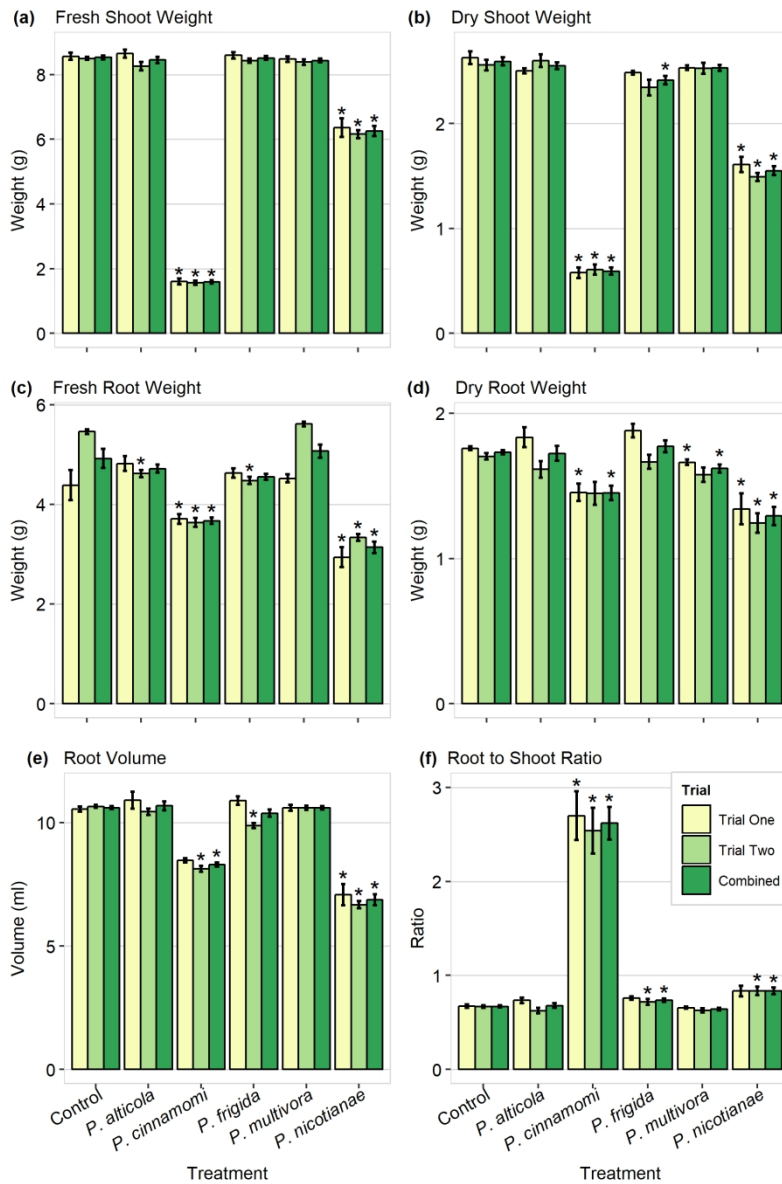 (a) Fresh Shoot Weight
Weight (g)
8
6
4
2
0
* * *
* * *
(b) Dry Shoot Weight
Weight (g)
2
1
0
* * *
*
* * *
(c) Fresh Root Weight
Weight (g)
6
4
2
0
*
* * *
*
* * *
(d) Dry Root Weight
Weight (g)
2
1
0
* *
* *
* * *
(e) Root Volume
Volume (ml)
10
5
0
* *
*
* * *
Control
P. alticola
P. cinnamomi
P. frigida
P. multivora
P. nicotianae
Treatment
(f) Root to Shoot Ratio
Ratio
3
2
1
0
* * *
* *
* *
Trial
Trial One
Trial Two
Combined
Control
P. alticola
P. cinnamomi
P. frigida
P. multivora
P. nicotianae
Treatment